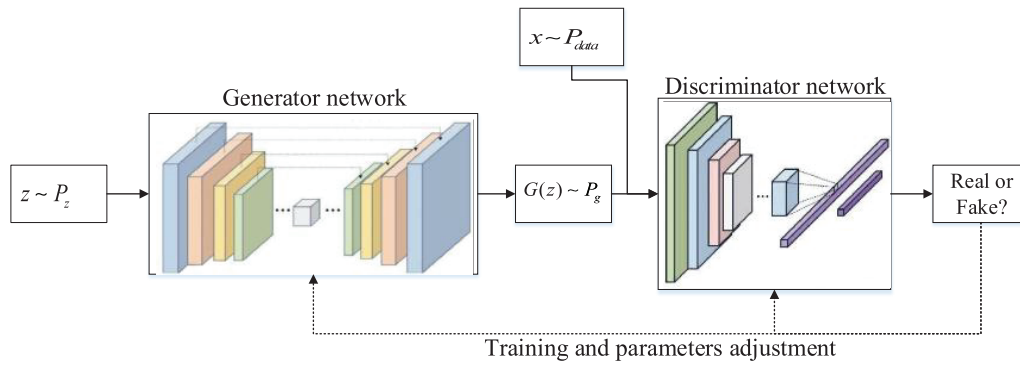 x ~ P_data
Generator network
Discriminator network
z ~ P_z
...
...
G(z) ~ P_g
...
Real or
Fake?
Training and parameters adjustment